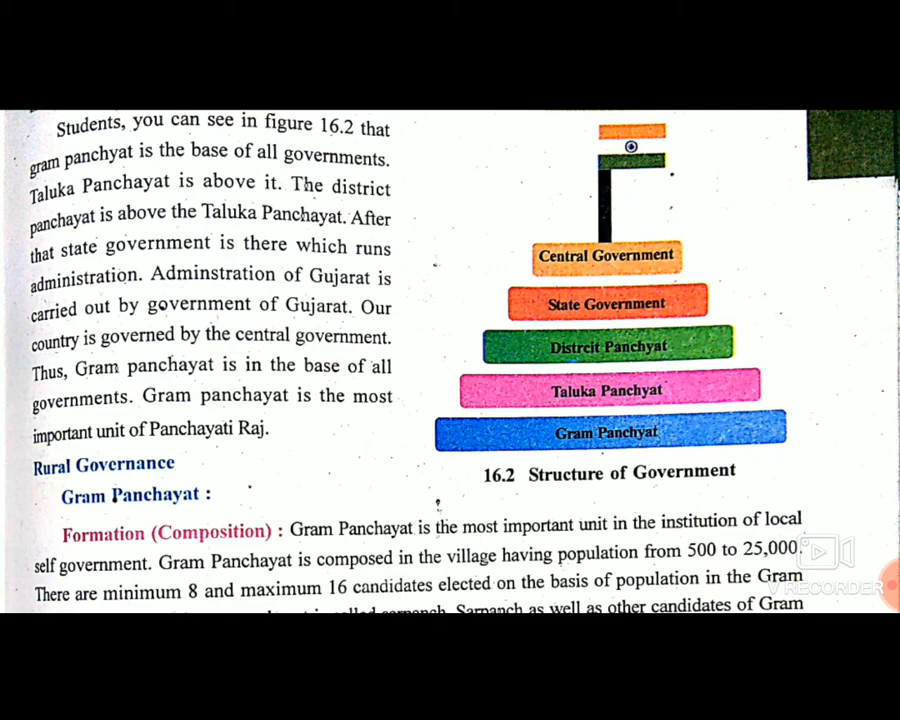 Students, you can see in figure 16.2 that
gram panchyat is the base of all governments.
Taluka Panchayat is above it. The district
panchayat is above the Taluka Panchayat. After
that state government is there which runs
administration. Adminstration of Gujarat is
carried out by government of Gujarat. Our
country is governed by the central government.
Thus, Gram panchayat is in the base of all
governments. Gram panchayat is the most
important unit of Panchayati Raj.
Central Government
State Government
Distrcit Panchyat
Taluka Panchyat
Gram Panchyat
16.2 Structure of Government
Rural Governance
Gram Panchayat :
Formation (Composition) : Gram Panchayat is the most important unit in the institution of local
self government. Gram Panchayat is composed in the village having population from 500 to 25,000.
There are minimum 8 and maximum 16 candidates elected on the basis of population in the Gram
called sarpanch. Sarpanch as well as other candidates of Gram
V RECORDER